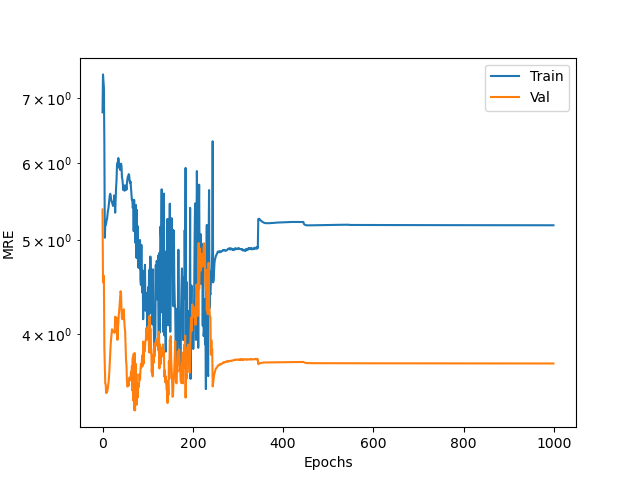 Train
Val
7 × 10⁰
6 × 10⁰
5 × 10⁰
4 × 10⁰
MRE
0 200 400 600 800 1000
Epochs